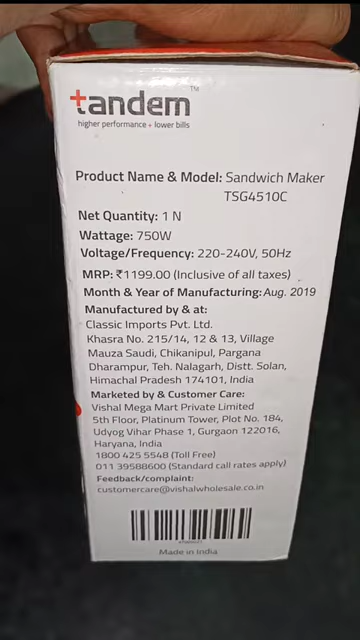 tandem™
higher performance + lower bills
Product Name & Model: Sandwich Maker
TSG4510C
Net Quantity: 1 N
Wattage: 750W
Voltage/Frequency: 220-240V, 50Hz
MRP: ₹1199.00 (Inclusive of all taxes)
Month & Year of Manufacturing: Aug. 2019
Manufactured by & at:
Classic Imports Pvt. Ltd.
Khasra No. 215/14, 12 & 13, Village
Mauza Saudi, Chikanipul, Pargana
Dharampur, Teh. Nalagarh, Distt. Solan,
Himachal Pradesh 174101, India
Marketed by & Customer Care:
Vishal Mega Mart Private Limited
5th Floor, Platinum Tower, Plot No. 184,
Udyog Vihar Phase 1, Gurgaon 122016,
Haryana, India
1800 425 5548 (Toll Free)
011 39588600 (Standard call rates apply)
Feedback/complaint:
customercare@vishalwholesale.co.in
Made in India